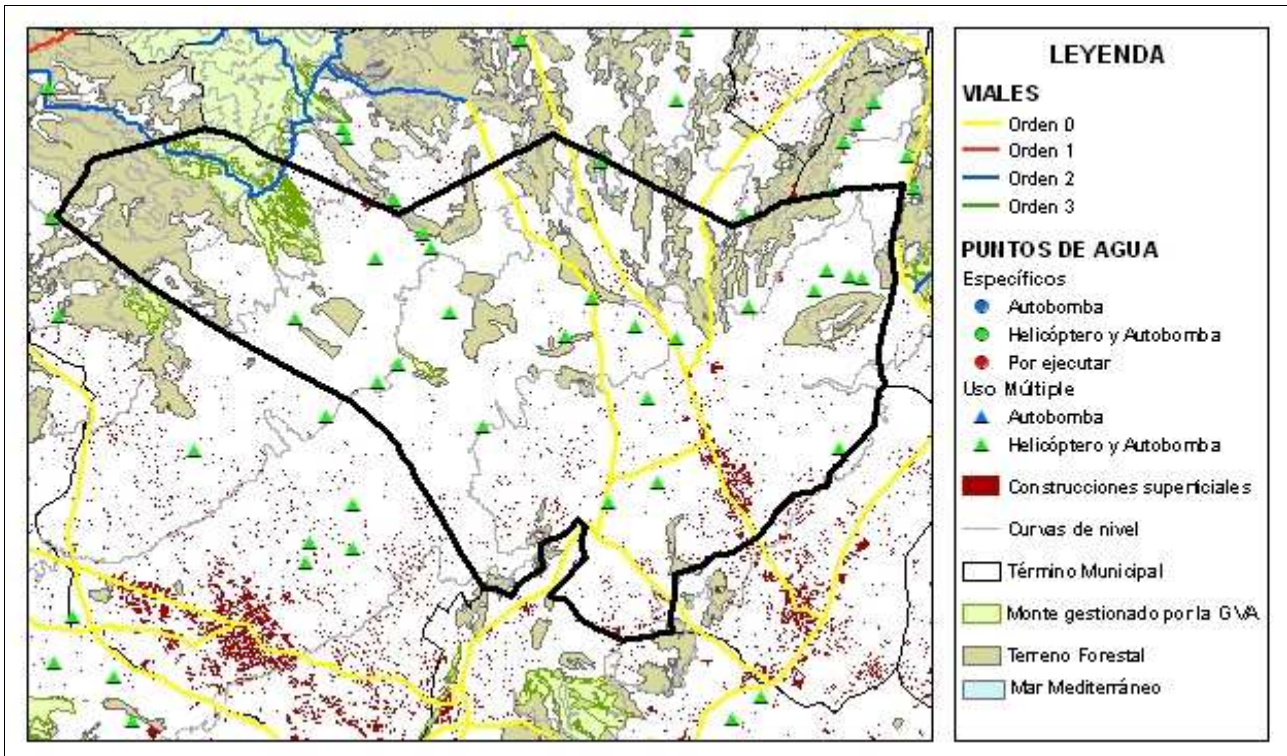 LEYENDA
VIALES
Orden 0
Orden 1
Orden 2
Orden 3
PUNTOS DE AGUA
Específicos
Autobomba
Helicóptero y Autobomba
Por ejecutar
Uso Múltiple
Autobomba
Helicóptero y Autobomba
Construcciones superficiales
Curvas de nivel
Término Municipal
Monte gestionado por la GVA
Terreno Forestal
Mar Mediterráneo